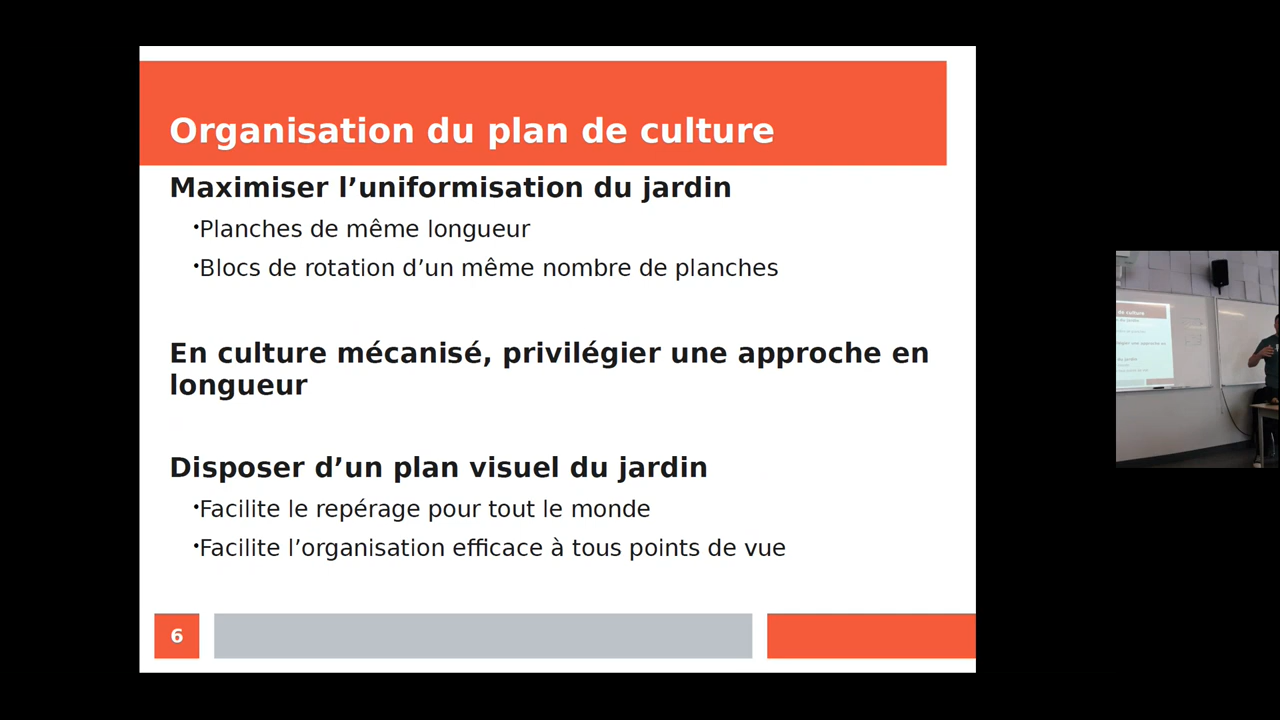 Organisation du plan de culture
Maximiser l’uniformisation du jardin
•Planches de même longueur
•Blocs de rotation d’un même nombre de planches
En culture mécanisé, privilégier une approche en
longueur
Disposer d’un plan visuel du jardin
•Facilite le repérage pour tout le monde
•Facilite l’organisation efficace à tous points de vue
6
de culture